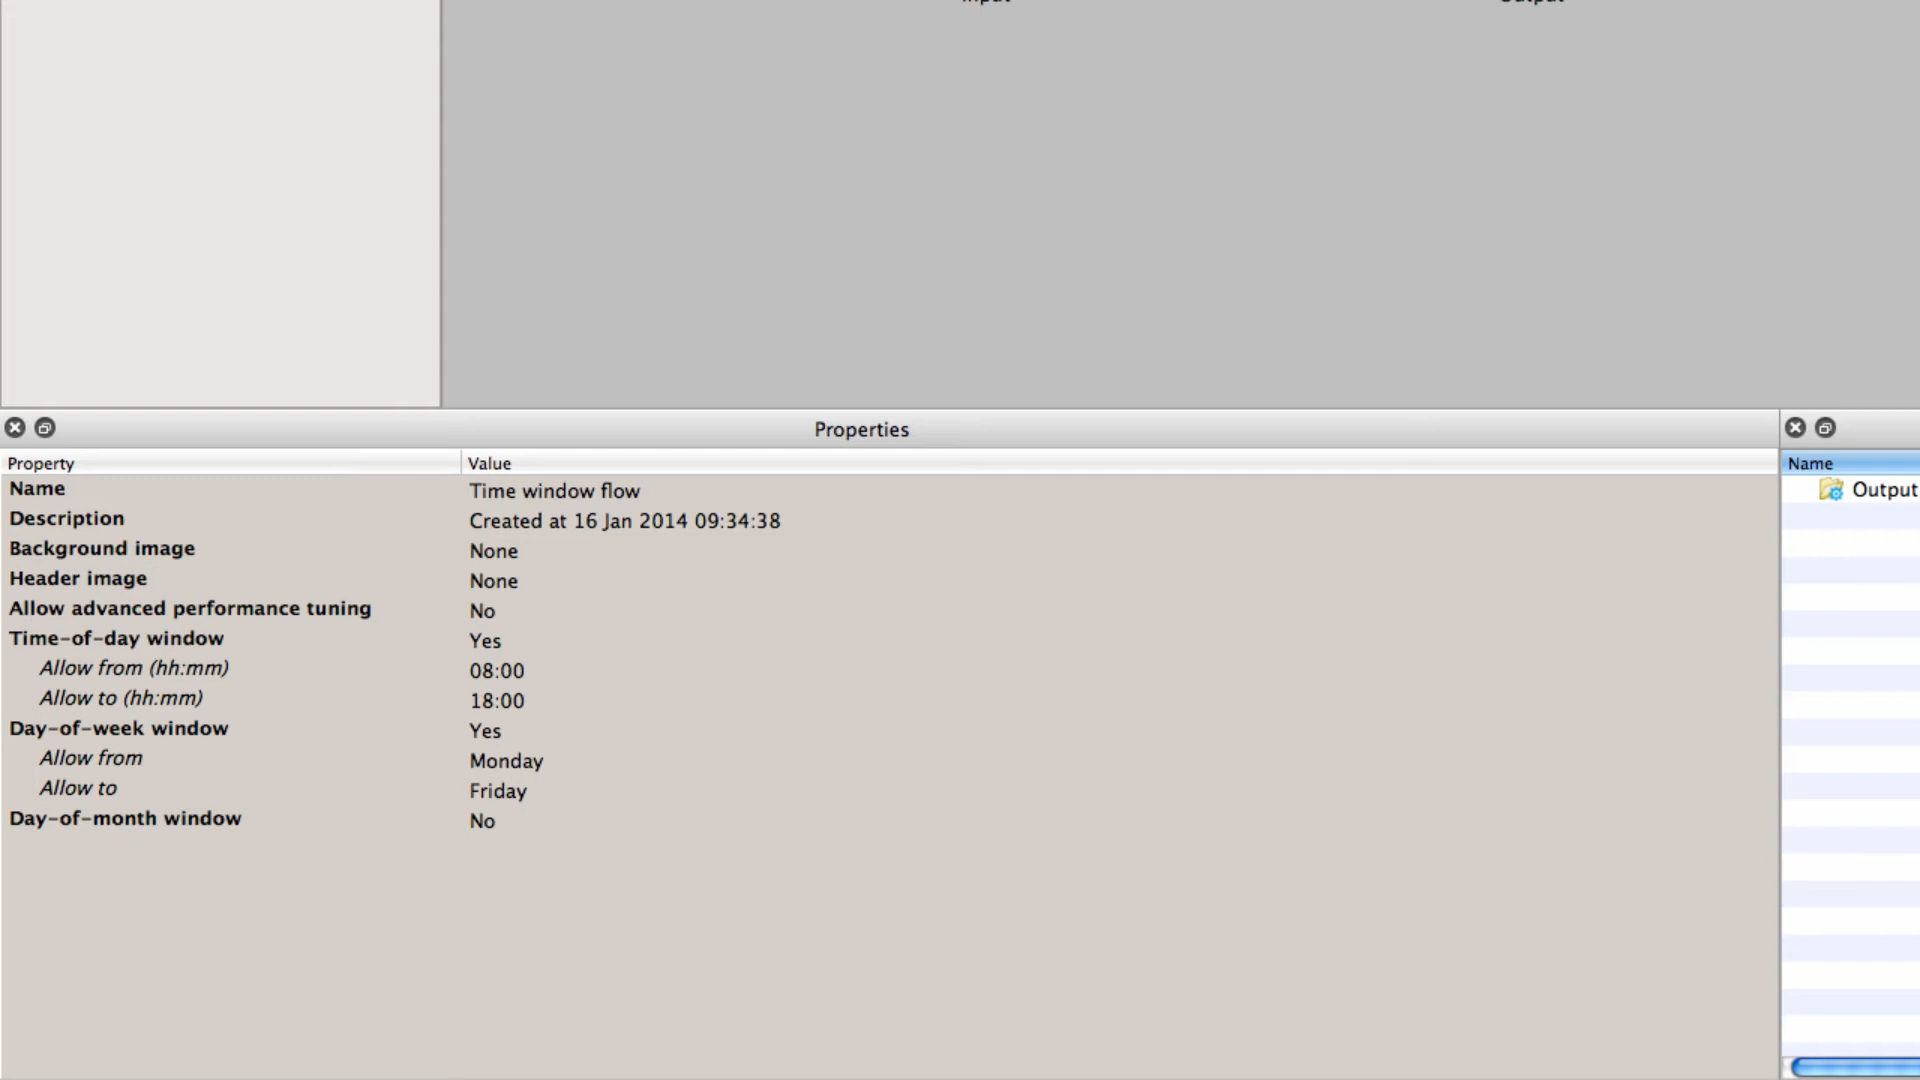 Properties
Property Value
Name Time window flow
Description Created at 16 Jan 2014 09:34:38
Background image None
Header image None
Allow advanced performance tuning No
Time-of-day window Yes
Allow from (hh:mm) 08:00
Allow to (hh:mm) 18:00
Day-of-week window Yes
Allow from Monday
Allow to Friday
Day-of-month window No
Name
Output